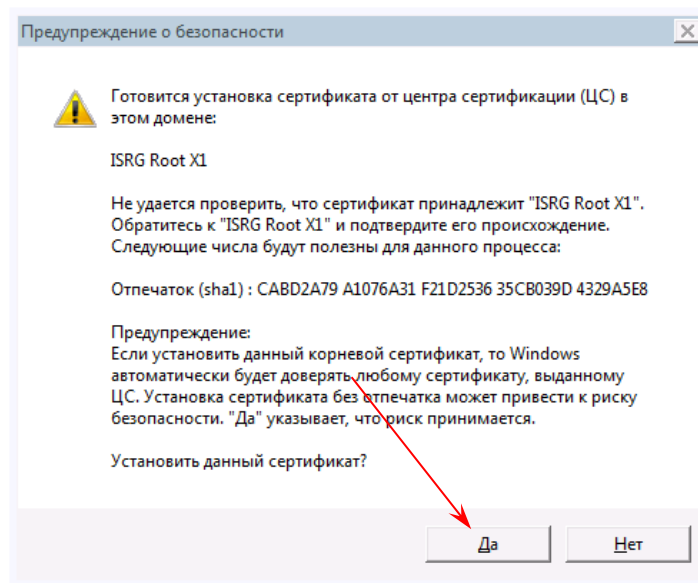 Предупреждение о безопасности
Готовится установка сертификата от центра сертификации (ЦС) в
этом домене:
ISRG Root X1
Не удается проверить, что сертификат принадлежит "ISRG Root X1".
Обратитесь к "ISRG Root X1" и подтвердите его происхождение.
Следующие числа будут полезны для данного процесса:
Отпечаток (sha1) : CABD2A79 A1076A31 F21D2536 35CB039D 4329A5E8
Предупреждение:
Если установить данный корневой сертификат, то Windows
автоматически будет доверять любому сертификату, выданному
ЦС. Установка сертификата без отпечатка может привести к риску
безопасности. "Да" указывает, что риск принимается.
Установить данный сертификат?
Да
Нет